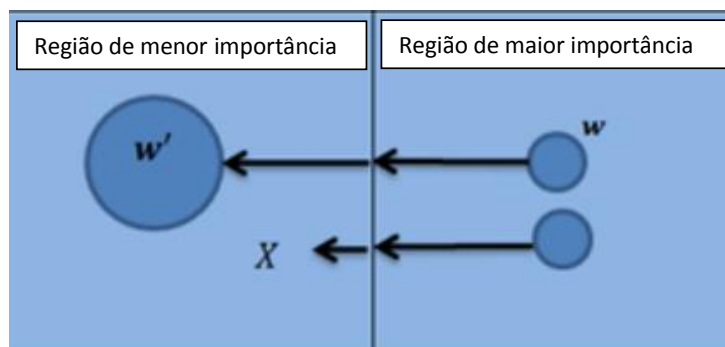 Região de menor importância
Região de maior importância
w'
w
X